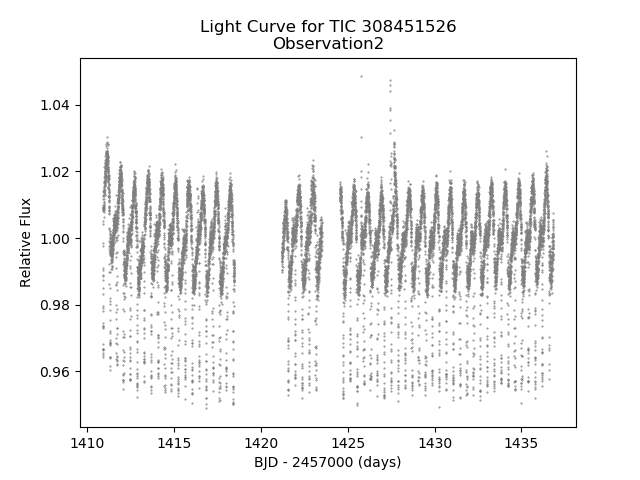 Light Curve for TIC 308451526
Observation2
Relative Flux
1.04
1.02
1.00
0.98
0.96
1410 1415 1420 1425 1430 1435
BJD - 2457000 (days)